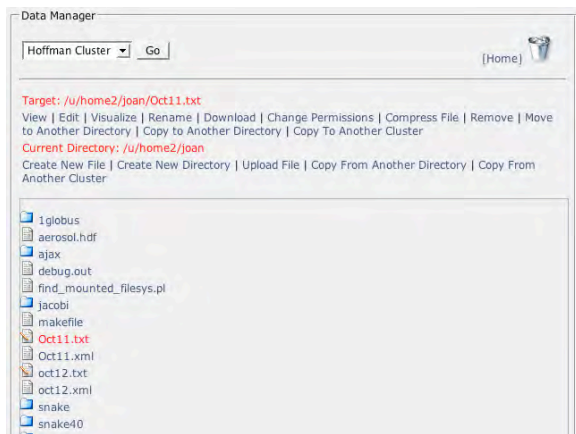 Data Manager
Hoffman Cluster Go
[Home]
Target: /u/home2/joan/Oct11.txt
View | Edit | Visualize | Rename | Download | Change Permissions | Compress File | Remove | Move
to Another Directory | Copy to Another Directory | Copy To Another Cluster
Current Directory: /u/home2/joan
Create New File | Create New Directory | Upload File | Copy From Another Directory | Copy From
Another Cluster
1globus
aerosol.hdf
ajax
debug.out
find_mounted_filesys.pl
jacobi
makefile
Oct11.txt
Oct11.xml
oct12.txt
oct12.xml
snake
snake40